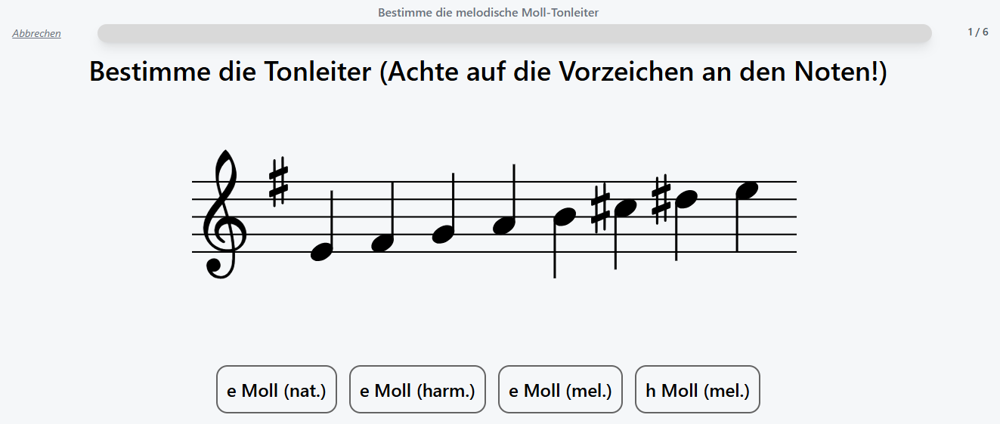 Bestimme die melodische Moll-Tonleiter
Abbrechen
1 / 6
Bestimme die Tonleiter (Achte auf die Vorzeichen an den Noten!)
e Moll (nat.)
e Moll (harm.)
e Moll (mel.)
h Moll (mel.)